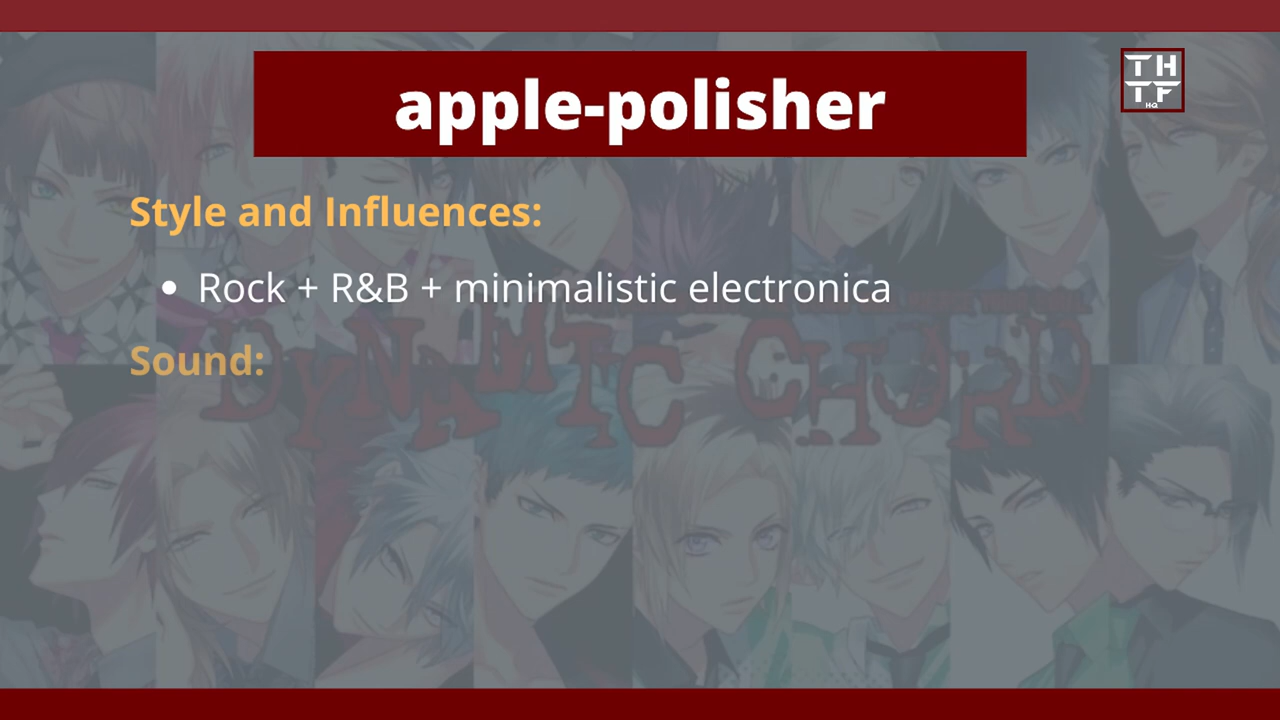 apple-polisher
TH
TF
HQ
Style and Influences:
• Rock + R&B + minimalistic electronica
Sound:
DYNAMIC CHORD